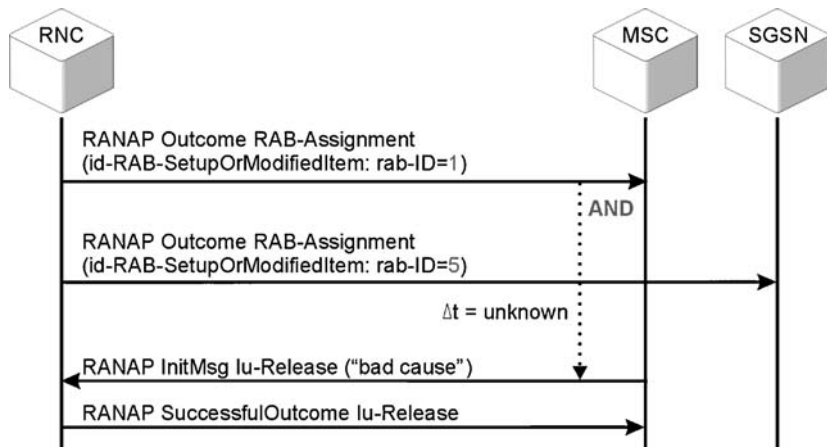 RNC
MSC
SGSN
RANAP Outcome RAB-Assignment
(id-RAB-SetupOrModifiedItem: rab-ID=1)
AND
RANAP Outcome RAB-Assignment
(id-RAB-SetupOrModifiedItem: rab-ID=5)
Δt = unknown
RANAP InitMsg Iu-Release (“bad cause”)
RANAP SuccessfulOutcome Iu-Release